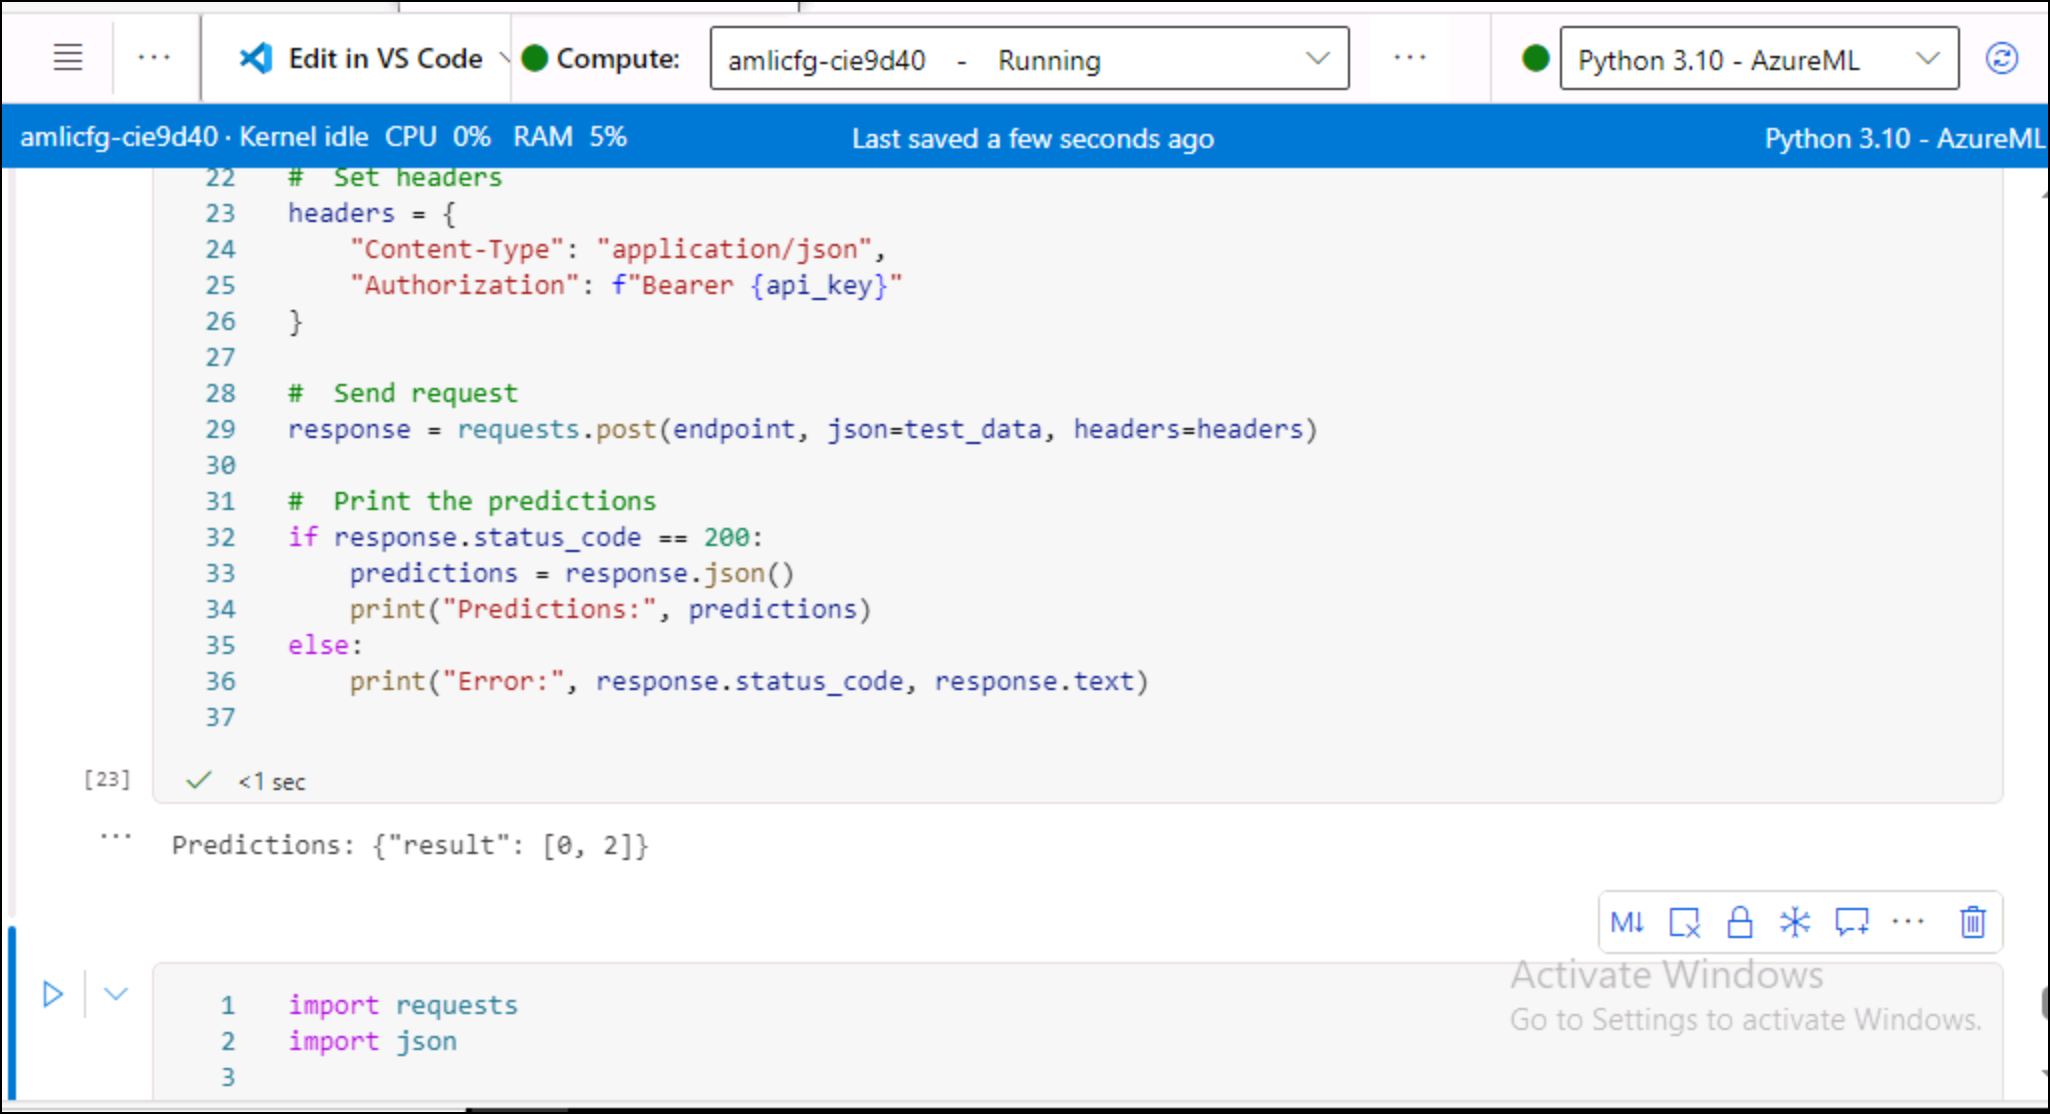 Edit in VS Code
Compute:
amlicfg-cie9d40 - Running
Python 3.10 - AzureML
amlicfg-cie9d40 · Kernel idle CPU 0% RAM 5%
Last saved a few seconds ago
Python 3.10 - AzureML
22 # Set headers
23 headers = {
24 "Content-Type": "application/json",
25 "Authorization": f"Bearer {api_key}"
26 }
27
28 # Send request
29 response = requests.post(endpoint, json=test_data, headers=headers)
30
31 # Print the predictions
32 if response.status_code == 200:
33 predictions = response.json()
34 print("Predictions:", predictions)
35 else:
36 print("Error:", response.status_code, response.text)
37
[23] <1 sec
Predictions: {"result": [0, 2]}
M↓
Activate Windows
Go to Settings to activate Windows.
1 import requests
2 import json
3